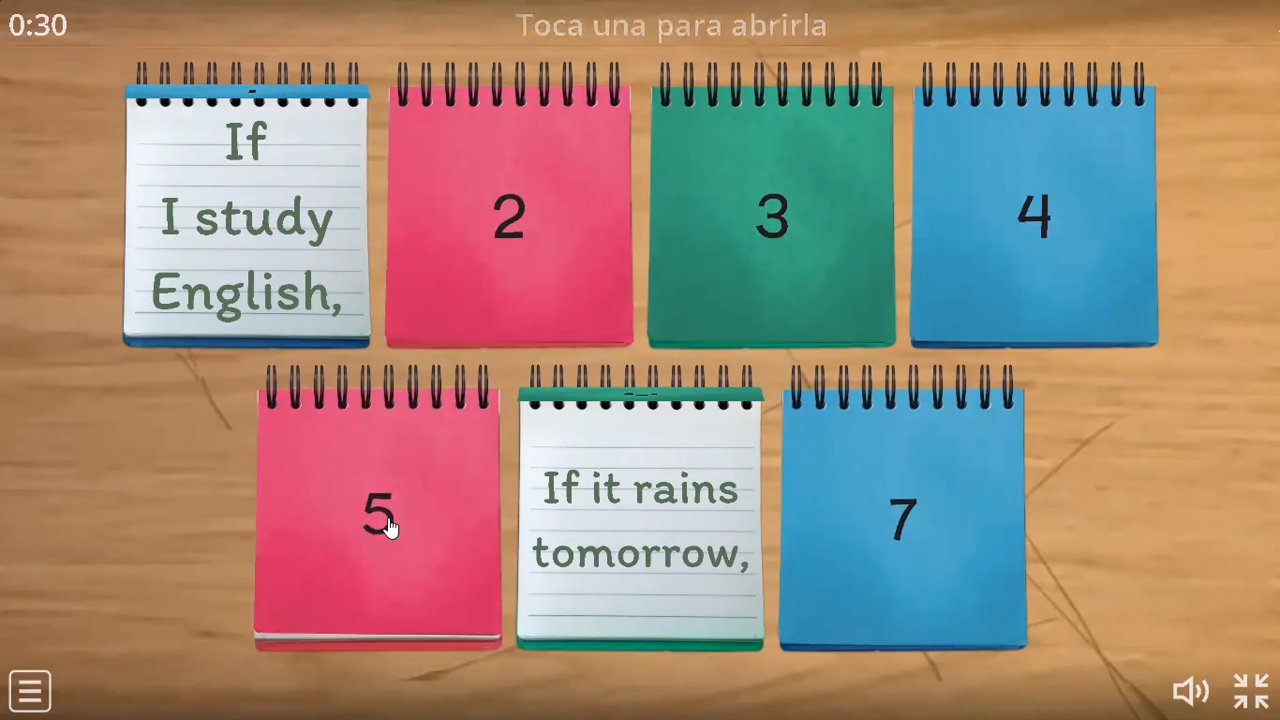 0:30
Toca una para abrirla
If
I study
English,
2
3
4
5
If it rains
tomorrow,
7